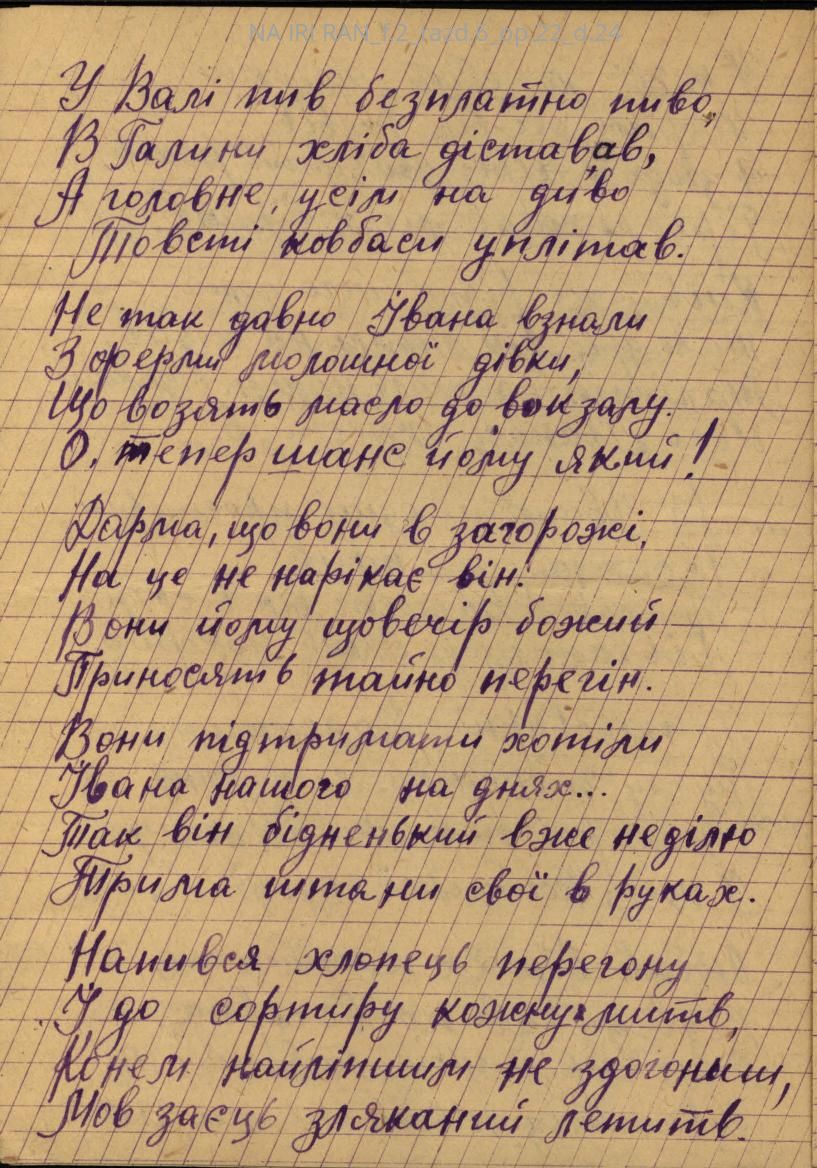 NA IRI RAN_f.2_razd.6_op.22_d.24
У Валі пив безплатно пиво,
В Галини хліба діставав,
А головне, усім на диво
Товсті ковбаси уплітав.
Не так давно Івана взнали
З ферми молошної дівки,
Що возять масло до вокзалу.
О, тепер шанс йому який!
Дарма, що вони в загорожі,
На це не нарікає він.
Вони йому щовечір божий
Приносять тайно перегін.
Вони підтримати хотіли
Івана нашого на днях...
Так він бідненький вже неділю
Трима штани свої в руках.
Напився хлопець перегону
І до сортиру кожну мить,
Конем найліпшим не здогониш,
Мов заєць зляканий летить.